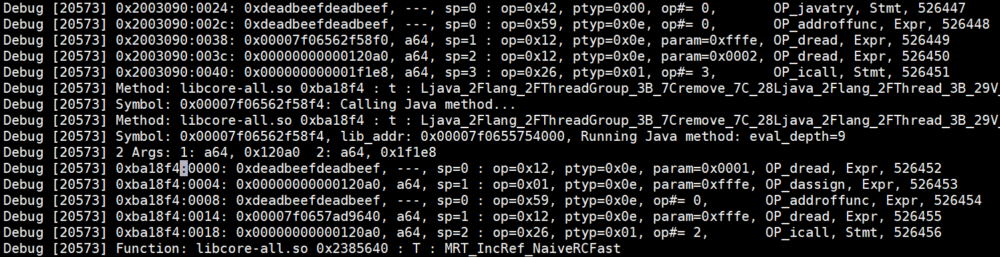 Debug [20573] 0x2003090:0024: 0xdeadbeefdeadbeef, ---, sp=0 : op=0x42, ptyp=0x00, op#= 0,       OP_javatry, Stmt, 526447
Debug [20573] 0x2003090:002c: 0xdeadbeefdeadbeef, ---, sp=0 : op=0x59, ptyp=0x0e, op#= 0,       OP_addroffunc, Expr, 526448
Debug [20573] 0x2003090:0038: 0x00007f06562f58f0, a64, sp=1 : op=0x12, ptyp=0x0e, param=0xfffe, OP_dread, Expr, 526449
Debug [20573] 0x2003090:003c: 0x00000000000120a0, a64, sp=2 : op=0x12, ptyp=0x0e, param=0x0002, OP_dread, Expr, 526450
Debug [20573] 0x2003090:0040: 0x000000000001f1e8, a64, sp=3 : op=0x26, ptyp=0x01, op#= 3,       OP_icall, Stmt, 526451
Debug [20573] Method: libcore-all.so 0xba18f4 : t : Ljava_2Flang_2FThreadGroup_3B_7Cremove_7C_28Ljava_2Flang_2FThread_3B_29V_
Debug [20573] Symbol: 0x00007f06562f58f4: Calling Java method...
Debug [20573] Method: libcore-all.so 0xba18f4 : t : Ljava_2Flang_2FThreadGroup_3B_7Cremove_7C_28Ljava_2Flang_2FThread_3B_29V_
Debug [20573] Symbol: 0x00007f06562f58f4, lib_addr: 0x00007f0655754000, Running Java method: eval_depth=9
Debug [20573] 2 Args: 1: a64, 0x120a0  2: a64, 0x1f1e8
Debug [20573] 0xba18f4:0000: 0xdeadbeefdeadbeef, ---, sp=0 : op=0x12, ptyp=0x0e, param=0x0001, OP_dread, Expr, 526452
Debug [20573] 0xba18f4:0004: 0x00000000000120a0, a64, sp=1 : op=0x01, ptyp=0x0e, param=0xfffe, OP_dassign, Expr, 526453
Debug [20573] 0xba18f4:0008: 0xdeadbeefdeadbeef, ---, sp=0 : op=0x59, ptyp=0x0e, op#= 0,       OP_addroffunc, Expr, 526454
Debug [20573] 0xba18f4:0014: 0x00007f0657ad9640, a64, sp=1 : op=0x12, ptyp=0x0e, param=0xfffe, OP_dread, Expr, 526455
Debug [20573] 0xba18f4:0018: 0x00000000000120a0, a64, sp=2 : op=0x26, ptyp=0x01, op#= 2,       OP_icall, Stmt, 526456
Debug [20573] Function: libcore-all.so 0x2385640 : T : MRT_IncRef_NaiveRCFast